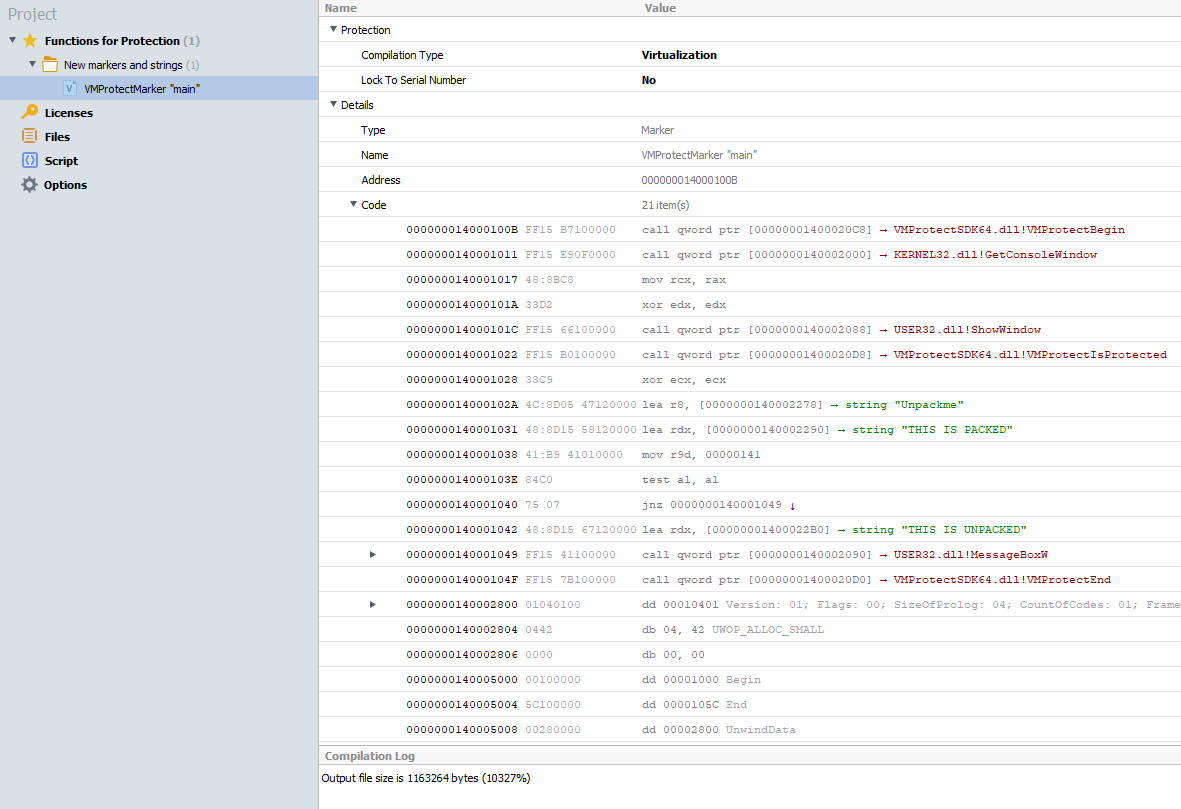 Project
Functions for Protection (1)
New markers and strings (1)
V VMProtectMarker "main"
Licenses
Files
Script
Options
Name Value
Protection
Compilation Type Virtualization
Lock To Serial Number No
Details
Type Marker
Name VMProtectMarker "main"
Address 000000014000100B
Code 21 item(s)
000000014000100B FF15 B7100000 call qword ptr [00000001400020C8] → VMProtectSDK64.dll!VMProtectBegin
0000000140001011 FF15 E90F0000 call qword ptr [0000000140002000] → KERNEL32.dll!GetConsoleWindow
0000000140001017 48:8BC8 mov rcx, rax
000000014000101A 33D2 xor edx, edx
000000014000101C FF15 66100000 call qword ptr [0000000140002088] → USER32.dll!ShowWindow
0000000140001022 FF15 B0100000 call qword ptr [00000001400020D8] → VMProtectSDK64.dll!VMProtectIsProtected
0000000140001028 33C9 xor ecx, ecx
000000014000102A 4C:8D05 47120000 lea r8, [0000000140002278] → string "Unpackme"
0000000140001031 48:8D15 58120000 lea rdx, [0000000140002290] → string "THIS IS PACKED"
0000000140001038 41:B9 41010000 mov r9d, 00000141
000000014000103E 84C0 test al, al
0000000140001040 75 07 jnz 0000000140001049 ↓
0000000140001042 48:8D15 67120000 lea rdx, [00000001400022B0] → string "THIS IS UNPACKED"
0000000140001049 FF15 41100000 call qword ptr [0000000140002090] → USER32.dll!MessageBoxW
000000014000104F FF15 7B100000 call qword ptr [00000001400020D0] → VMProtectSDK64.dll!VMProtectEnd
0000000140002800 01040100 dd 00010401 Version: 01; Flags: 00; SizeOfProlog: 04; CountOfCodes: 01; Frame
0000000140002804 0442 db 04, 42 UWOP_ALLOC_SMALL
0000000140002806 0000 db 00, 00
0000000140005000 00100000 dd 00001000 Begin
0000000140005004 5C100000 dd 0000105C End
0000000140005008 00280000 dd 00002800 UnwindData
Compilation Log
Output file size is 1163264 bytes (10327%)